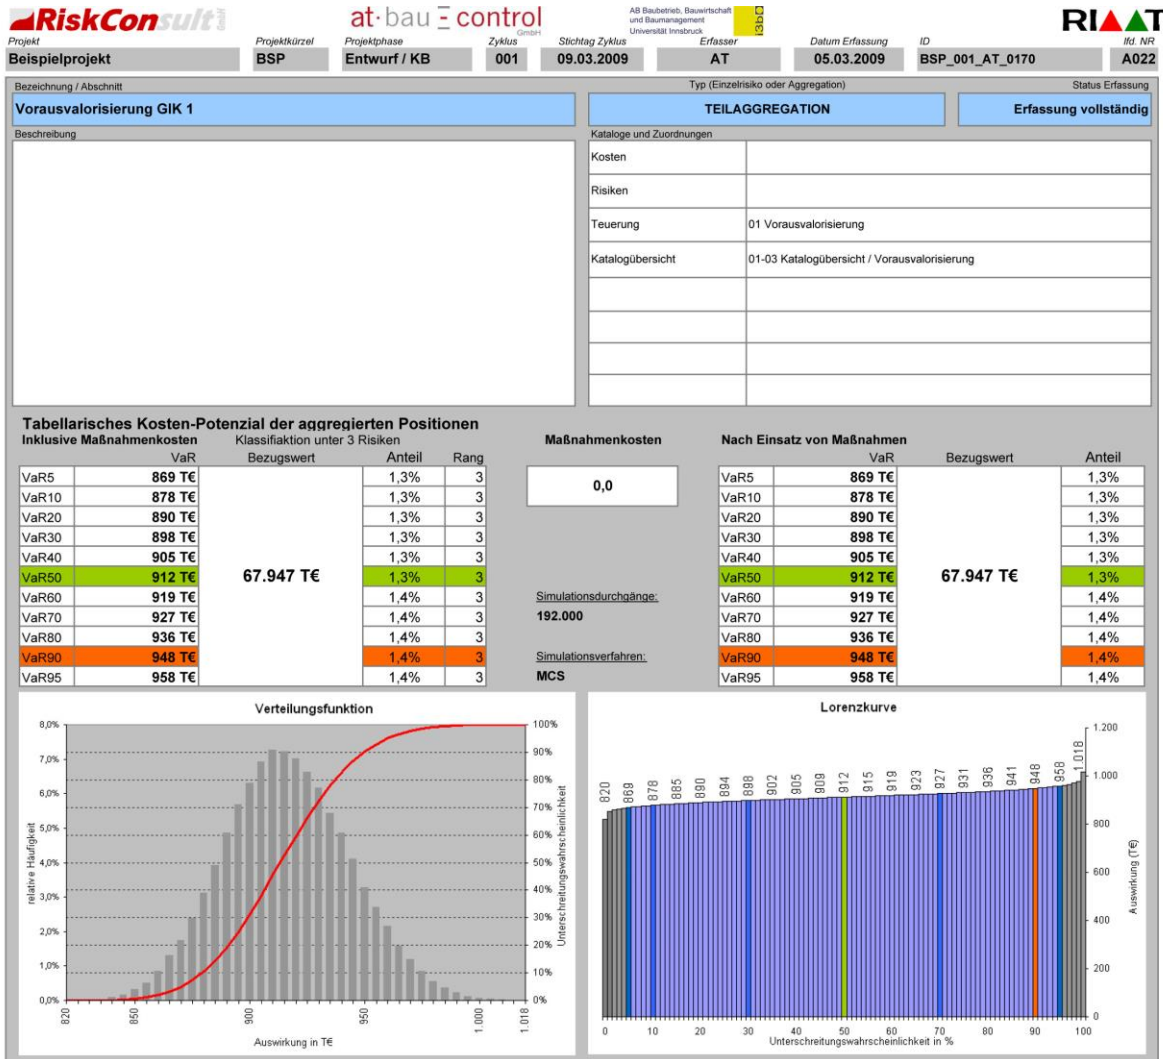 RiskConsult GmbH
at·bau - control GmbH
AB Baubetrieb, Bauwirtschaft
und Baumanagement
Universität Innsbruck
i3b
RIAAT
Projekt Projektkürzel Projektphase Zyklus Stichtag Zyklus Erfasser Datum Erfassung ID lfd. NR
Beispielprojekt BSP Entwurf / KB 001 09.03.2009 AT 05.03.2009 BSP_001_AT_0170 A022
Bezeichnung / Abschnitt Typ (Einzelrisiko oder Aggregation) Status Erfassung
Vorausvalorisierung GIK 1 TEILAGGREGATION Erfassung vollständig
Beschreibung Kataloge und Zuordnungen
Kosten
Risiken
Teuerung 01 Vorausvalorisierung
Katalogübersicht 01-03 Katalogübersicht / Vorausvalorisierung
Tabellarisches Kosten-Potenzial der aggregierten Positionen
Inklusive Maßnahmenkosten Klassifiaktion unter 3 Risiken
VaR Bezugswert Anteil Rang
VaR5 869 T€ 1,3% 3
VaR10 878 T€ 1,3% 3
VaR20 890 T€ 1,3% 3
VaR30 898 T€ 1,3% 3
VaR40 905 T€ 1,3% 3
VaR50 912 T€ 67.947 T€ 1,3% 3
VaR60 919 T€ 1,4% 3
VaR70 927 T€ 1,4% 3
VaR80 936 T€ 1,4% 3
VaR90 948 T€ 1,4% 3
VaR95 958 T€ 1,4% 3
Maßnahmenkosten
0,0
Simulationsdurchgänge:
192.000
Simulationsverfahren:
MCS
Nach Einsatz von Maßnahmen
VaR Bezugswert Anteil
VaR5 869 T€ 1,3%
VaR10 878 T€ 1,3%
VaR20 890 T€ 1,3%
VaR30 898 T€ 1,3%
VaR40 905 T€ 1,3%
VaR50 912 T€ 67.947 T€ 1,3%
VaR60 919 T€ 1,4%
VaR70 927 T€ 1,4%
VaR80 936 T€ 1,4%
VaR90 948 T€ 1,4%
VaR95 958 T€ 1,4%
Verteilungsfunktion
8,0% 100%
7,0% 90%
6,0% 80%
5,0% 70%
4,0% 60%
3,0% 50%
2,0% 40%
1,0% 30%
0,0% 20%
10%
0%
relative Häufigkeit
Unterschreitungswahrscheinlichkeit
820 850 900 950 1.000 1.018
Auswirkung in T€
Lorenzkurve
820 869 878 885 890 894 898 902 905 909 912 915 919 923 927 931 936 941 948 958 1.018
1.200
1.000
800
600
400
200
0
Auswirkung (T€)
0 10 20 30 40 50 60 70 80 90 100
Unterschreitungswahrscheinlichkeit in %